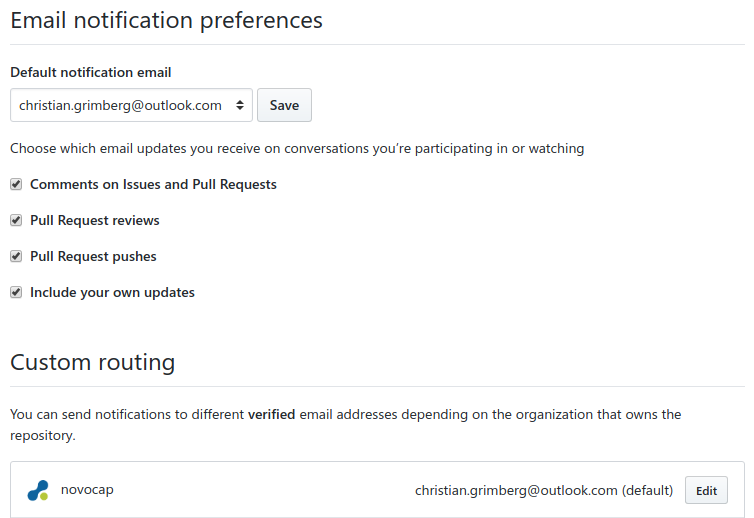 Email notification preferences
Default notification email
christian.grimberg@outlook.com Save
Choose which email updates you receive on conversations you’re participating in or watching
Comments on Issues and Pull Requests
Pull Request reviews
Pull Request pushes
Include your own updates
Custom routing
You can send notifications to different verified email addresses depending on the organization that owns the
repository.
novocap christian.grimberg@outlook.com (default) Edit